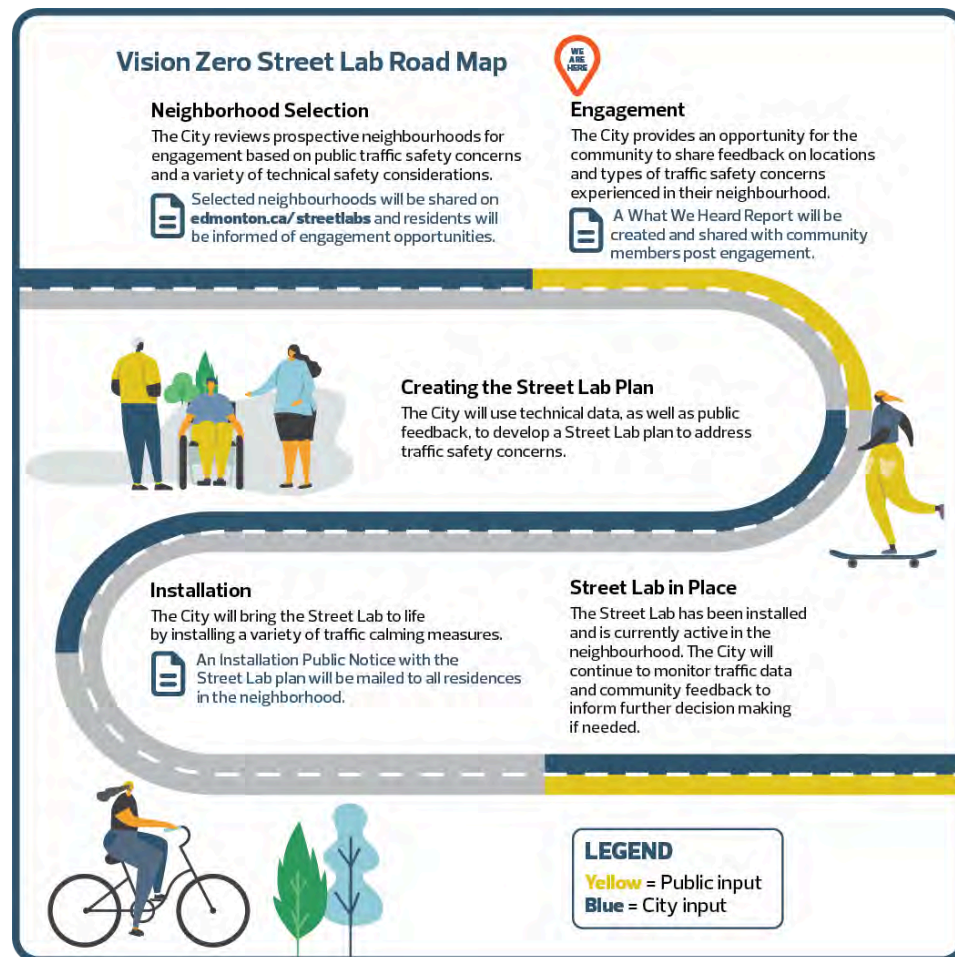 Vision Zero Street Lab Road Map
WE
ARE
HERE
Neighborhood Selection
The City reviews prospective neighbourhoods for
engagement based on public traffic safety concerns
and a variety of technical safety considerations.
Selected neighbourhoods will be shared on
edmonton.ca/streetlabs and residents will
be informed of engagement opportunities.
Engagement
The City provides an opportunity for the
community to share feedback on locations
and types of traffic safety concerns
experienced in their neighbourhood.
A What We Heard Report will be
created and shared with community
members post engagement.
Creating the Street Lab Plan
The City will use technical data, as well as public
feedback, to develop a Street Lab plan to address
traffic safety concerns.
Installation
The City will bring the Street Lab to life
by installing a variety of traffic calming measures.
An Installation Public Notice with the
Street Lab plan will be mailed to all residences
in the neighborhood.
Street Lab in Place
The Street Lab has been installed
and is currently active in the
neighbourhood. The City will
continue to monitor traffic data
and community feedback to
inform further decision making
if needed.
LEGEND
Yellow = Public input
Blue = City input